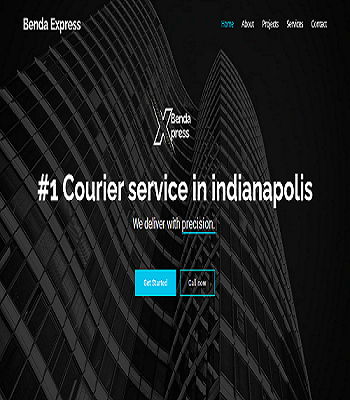 Benda Express
Home About Projects Services Contact
Benda
Xpress
#1 Courier service in indianapolis
We deliver with precision.
Get Started Call now